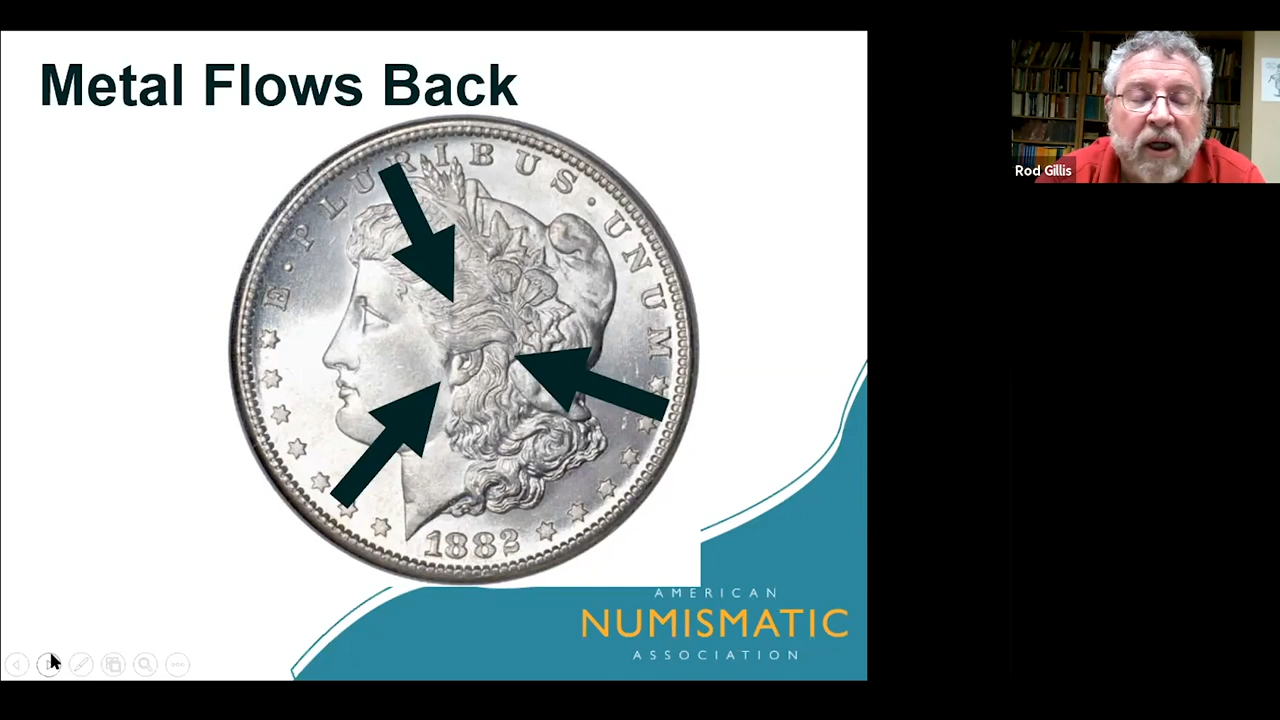 Metal Flows Back
E·PLURIBUS·UNUM
1882
AMERICAN
NUMISMATIC
ASSOCIATION
Rod Gillis